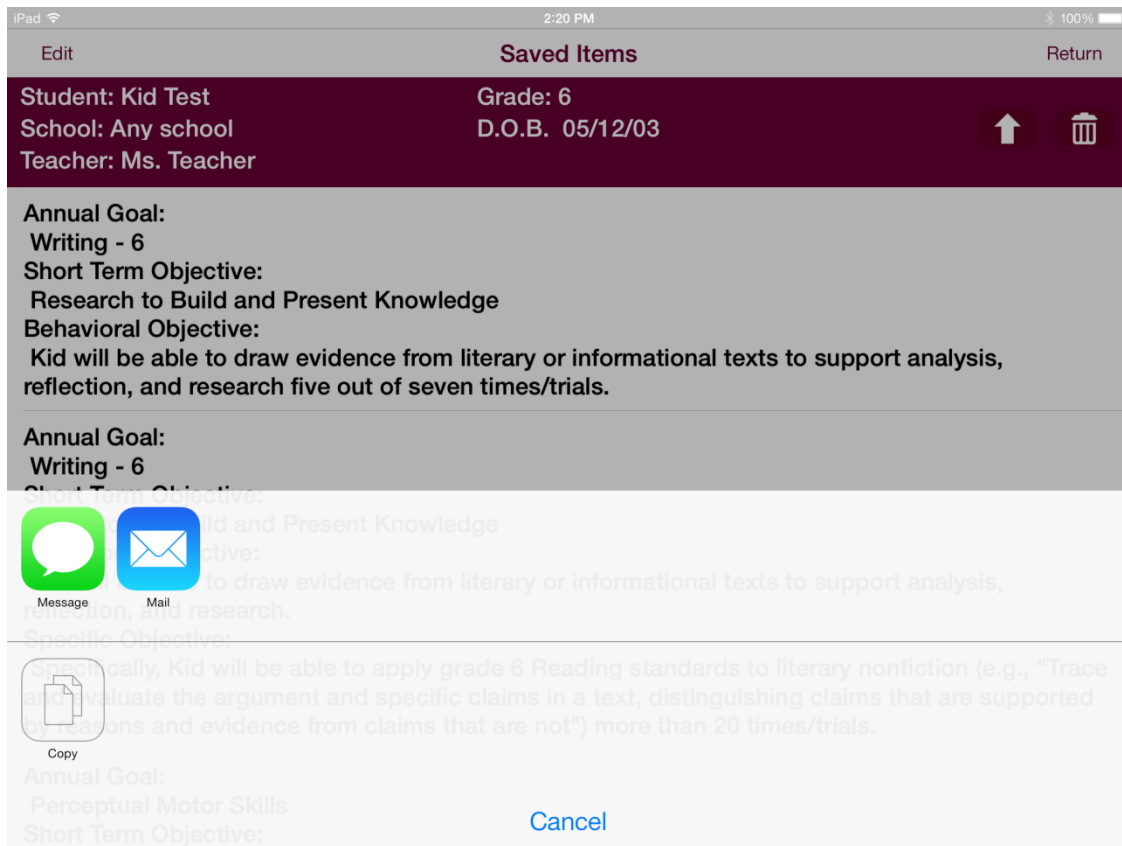 iPad 2:20 PM 100%
Edit Saved Items Return
Student: Kid Test Grade: 6
School: Any school D.O.B. 05/12/03
Teacher: Ms. Teacher
Annual Goal:
Writing - 6
Short Term Objective:
Research to Build and Present Knowledge
Behavioral Objective:
Kid will be able to draw evidence from literary or informational texts to support analysis,
reflection, and research five out of seven times/trials.
Annual Goal:
Writing - 6
Short Term Objective:
ild and Present Knowledge
ctive:
to draw evidence from literary or informational texts to support analysis,
Message Mail
reflection, and research.
Specific Objective:
Specifically, Kid will be able to apply grade 6 Reading standards to literary nonfiction (e.g., "Trace
and evaluate the argument and specific claims in a text, distinguishing claims that are supported
by reasons and evidence from claims that are not") more than 20 times/trials.
Copy
Annual Goal:
Perceptual Motor Skills
Cancel
Short Term Objective: